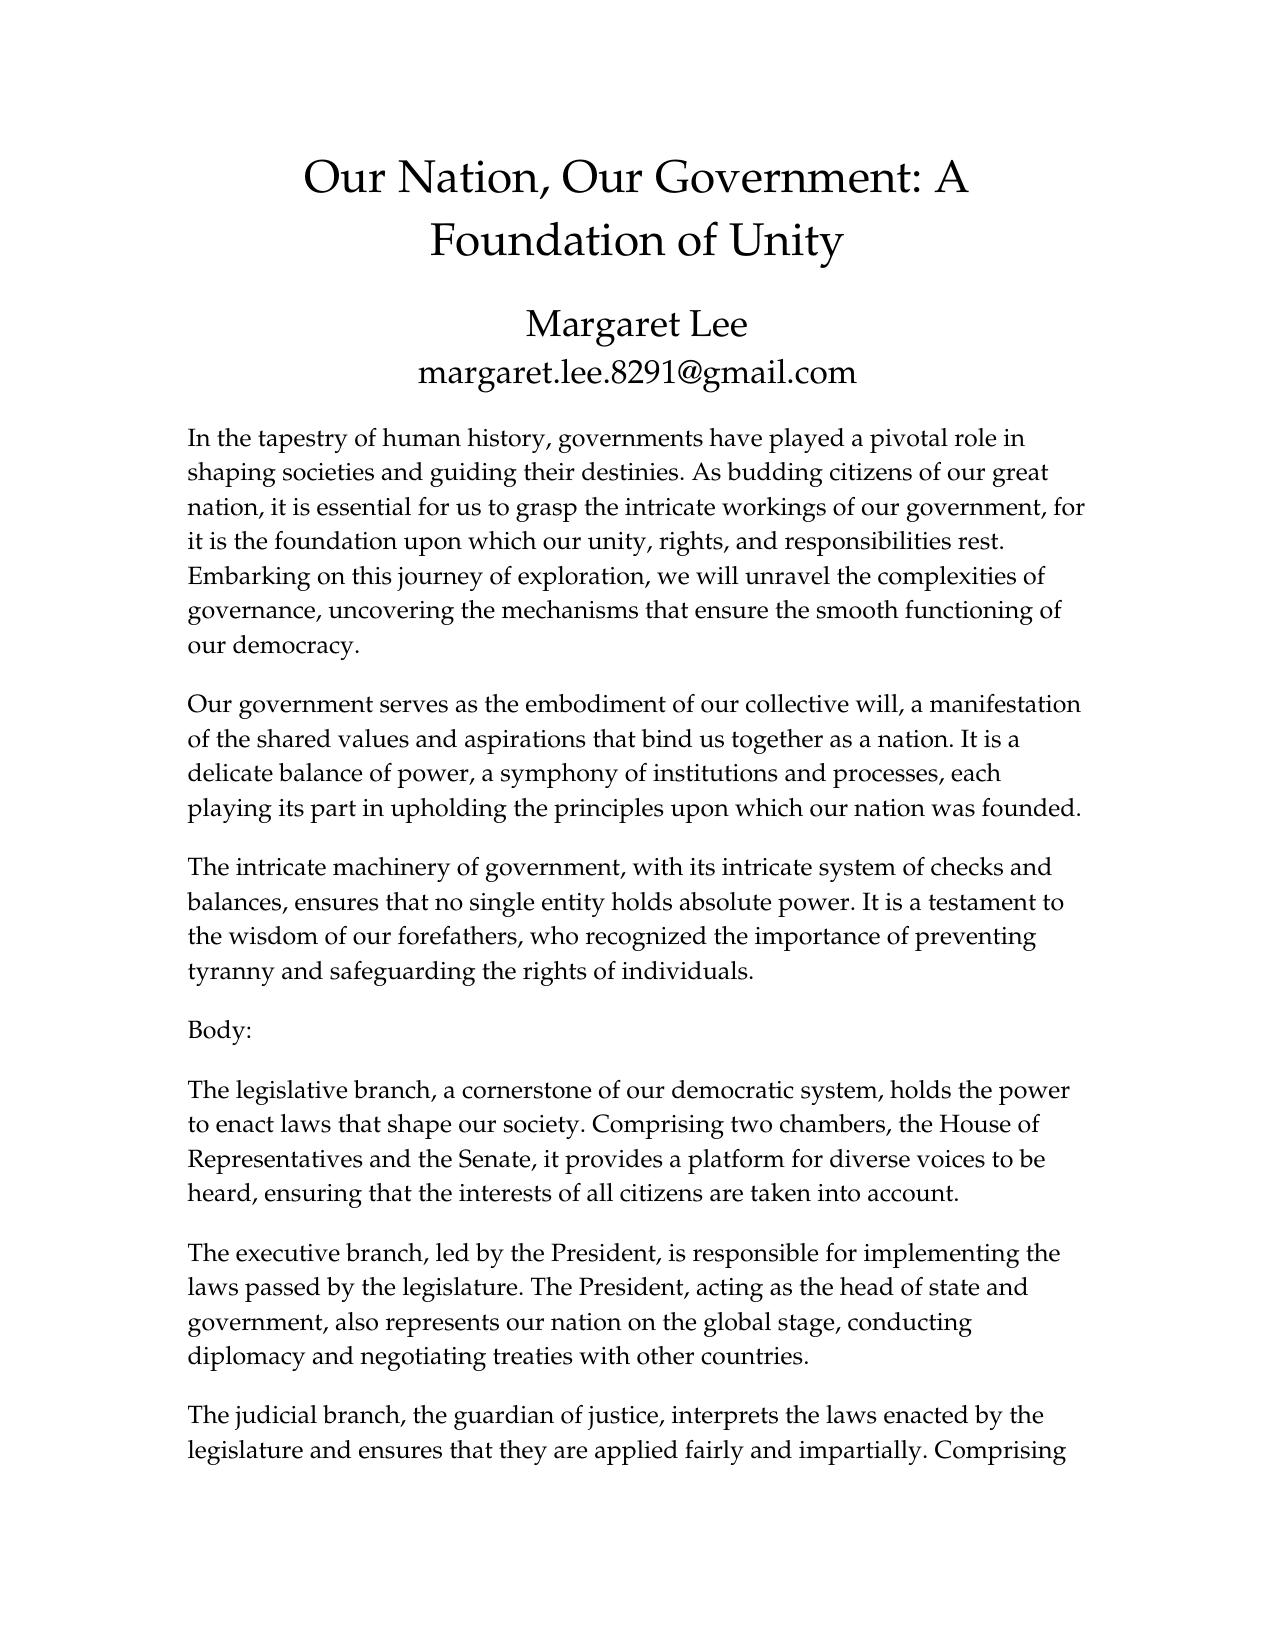 Our Nation, Our Government: A
Foundation of Unity
Margaret Lee
margaret.lee.8291@gmail.com
In the tapestry of human history, governments have played a pivotal role in
shaping societies and guiding their destinies. As budding citizens of our great
nation, it is essential for us to grasp the intricate workings of our government, for
it is the foundation upon which our unity, rights, and responsibilities rest.
Embarking on this journey of exploration, we will unravel the complexities of
governance, uncovering the mechanisms that ensure the smooth functioning of
our democracy.
Our government serves as the embodiment of our collective will, a manifestation
of the shared values and aspirations that bind us together as a nation. It is a
delicate balance of power, a symphony of institutions and processes, each
playing its part in upholding the principles upon which our nation was founded.
The intricate machinery of government, with its intricate system of checks and
balances, ensures that no single entity holds absolute power. It is a testament to
the wisdom of our forefathers, who recognized the importance of preventing
tyranny and safeguarding the rights of individuals.
Body:
The legislative branch, a cornerstone of our democratic system, holds the power
to enact laws that shape our society. Comprising two chambers, the House of
Representatives and the Senate, it provides a platform for diverse voices to be
heard, ensuring that the interests of all citizens are taken into account.
The executive branch, led by the President, is responsible for implementing the
laws passed by the legislature. The President, acting as the head of state and
government, also represents our nation on the global stage, conducting
diplomacy and negotiating treaties with other countries.
The judicial branch, the guardian of justice, interprets the laws enacted by the
legislature and ensures that they are applied fairly and impartially. Comprising